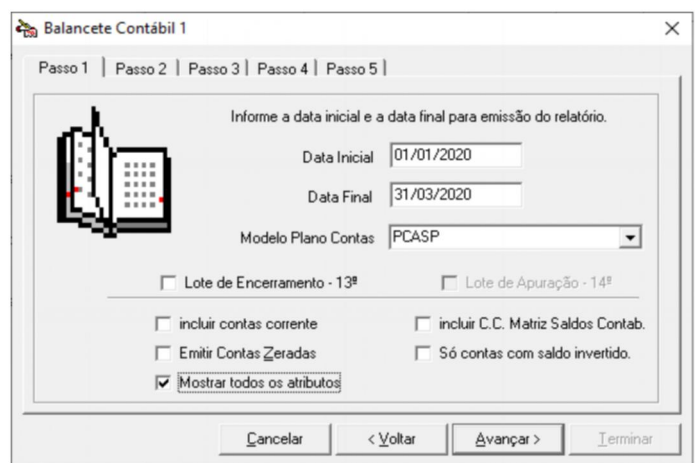 Balancete Contábil 1
Passo 1 | Passo 2 | Passo 3 | Passo 4 | Passo 5 |
Informe a data inicial e a data final para emissão do relatório.
Data Inicial 01/01/2020
Data Final 31/03/2020
Modelo Plano Contas PCASP
Lote de Encerramento - 13º Lote de Apuração - 14º
incluir contas corrente incluir C.C. Matriz Saldos Contab.
Emitir Contas Zeradas Só contas com saldo invertido.
Mostrar todos os atributos
Cancelar < Voltar Avançar > Terminar